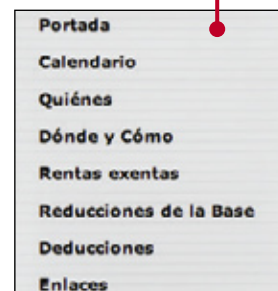 Portada
Calendario
Quiénes
Dónde y Cómo
Rentas exentas
Reducciones de la Base
Deducciones
Enlaces